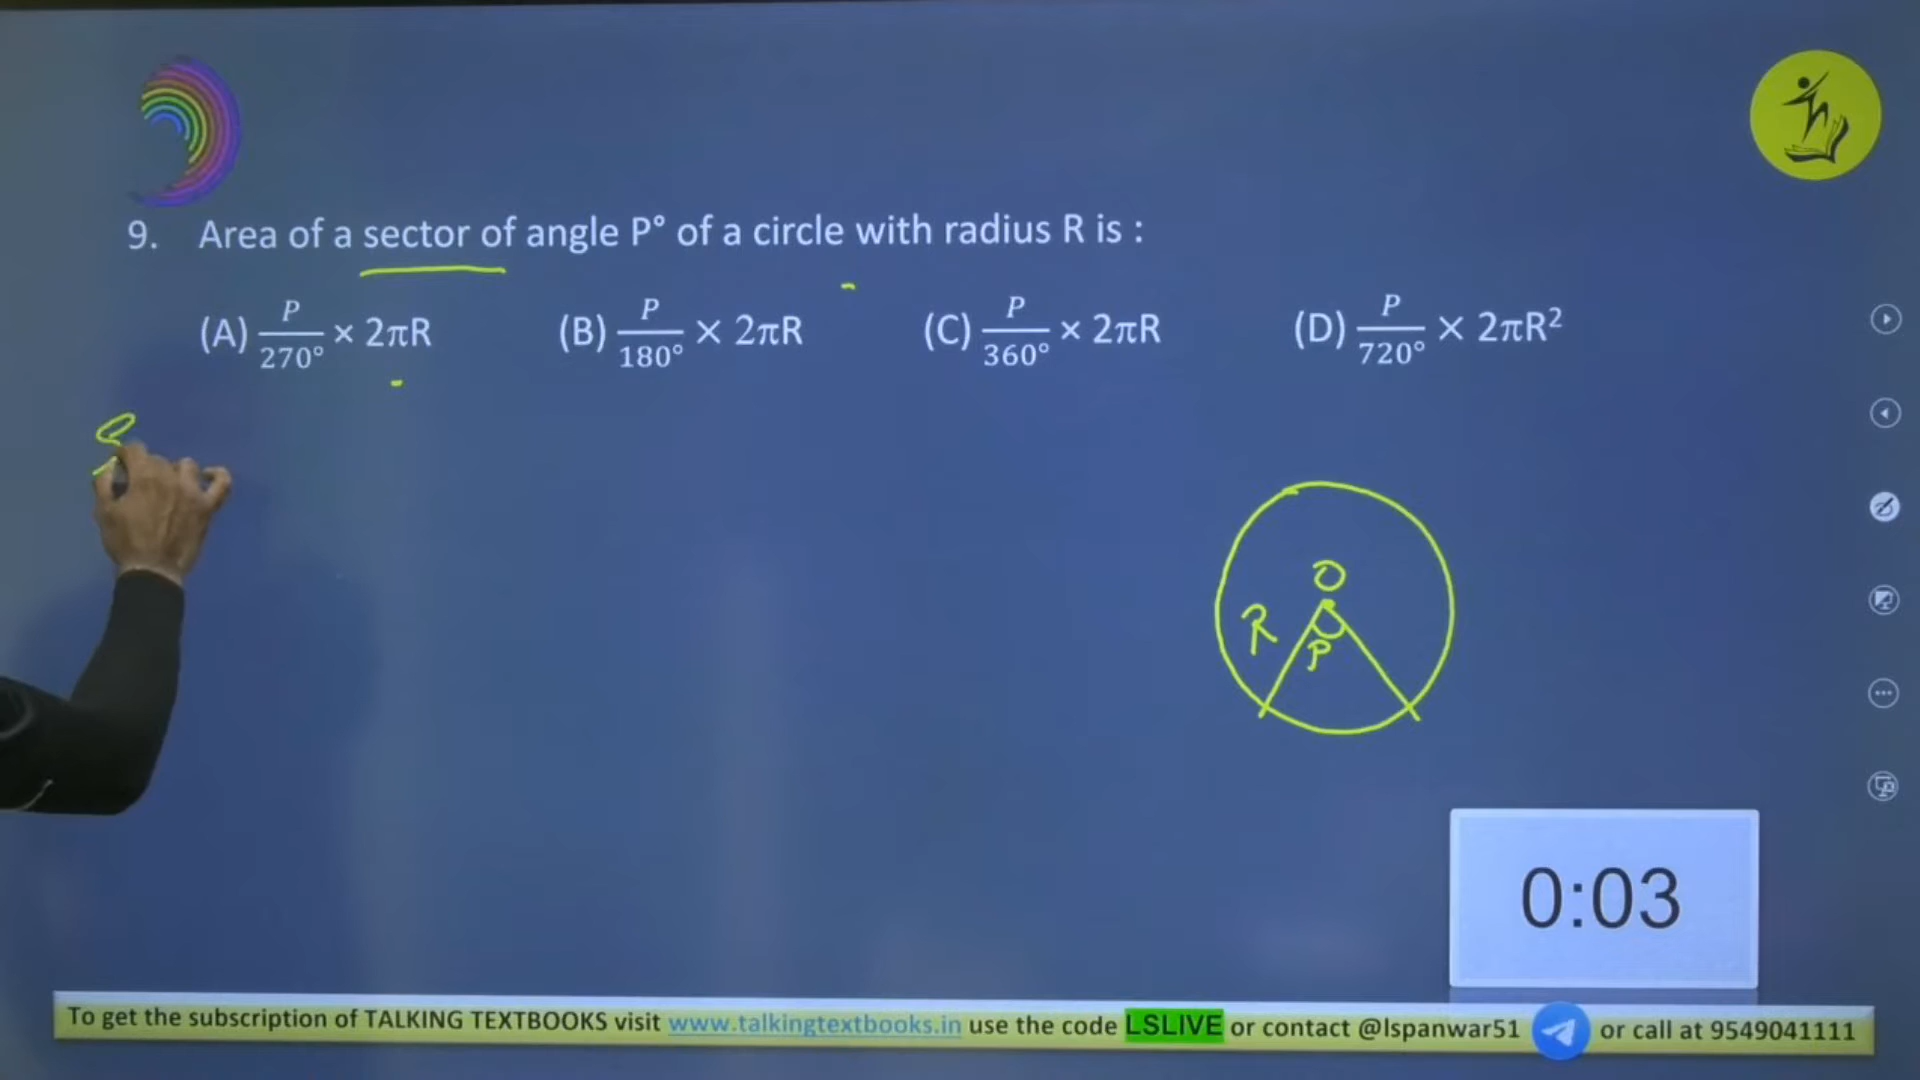 9. Area of a sector of angle P° of a circle with radius R is :
(A) P/270° × 2πR (B) P/180° × 2πR (C) P/360° × 2πR (D) P/720° × 2πR²
O
R
P
0:03
To get the subscription of TALKING TEXTBOOKS visit www.talkingtextbooks.in use the code LSLIVE or contact @lspanwar51 or call at 9549041111